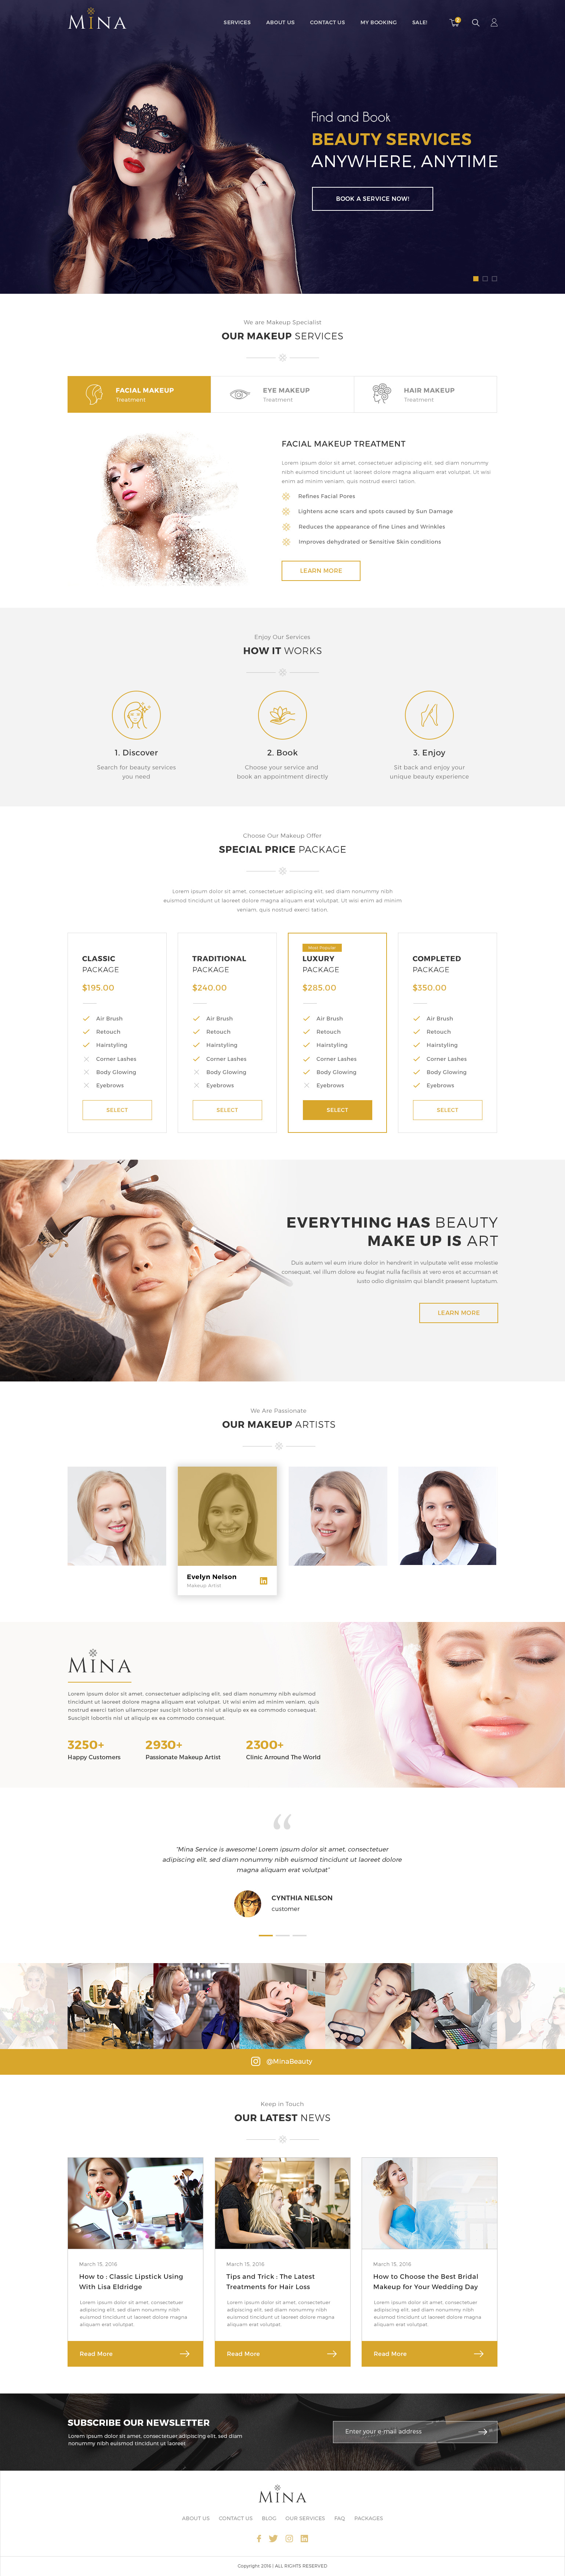 MINA
SERVICES ABOUT US CONTACT US MY BOOKING SALE!
Find and Book
BEAUTY SERVICES
ANYWHERE, ANYTIME
BOOK A SERVICE NOW!
We are Makeup Specialist
OUR MAKEUP SERVICES
FACIAL MAKEUP
Treatment
EYE MAKEUP
Treatment
HAIR MAKEUP
Treatment
FACIAL MAKEUP TREATMENT
Lorem ipsum dolor sit amet, consectetuer adipiscing elit, sed diam nonummy
nibh euismod tincidunt ut laoreet dolore magna aliquam erat volutpat. Ut wisi
enim ad minim veniam, quis nostrud exerci tation.
Refines Facial Pores
Lightens acne scars and spots caused by Sun Damage
Reduces the appearance of fine Lines and Wrinkles
Improves dehydrated or Sensitive Skin conditions
LEARN MORE
Enjoy Our Services
HOW IT WORKS
1. Discover
Search for beauty services
you need
2. Book
Choose your service and
book an appointment directly
3. Enjoy
Sit back and enjoy your
unique beauty experience
Choose Our Makeup Offer
SPECIAL PRICE PACKAGE
Lorem ipsum dolor sit amet, consectetuer adipiscing elit, sed diam nonummy nibh
euismod tincidunt ut laoreet dolore magna aliquam erat volutpat. Ut wisi enim ad minim
veniam, quis nostrud exerci tation.
CLASSIC
PACKAGE
$195.00
Air Brush
Retouch
Hairstyling
Corner Lashes
Body Glowing
Eyebrows
SELECT
TRADITIONAL
PACKAGE
$240.00
Air Brush
Retouch
Hairstyling
Corner Lashes
Body Glowing
Eyebrows
SELECT
Most Popular
LUXURY
PACKAGE
$285.00
Air Brush
Retouch
Hairstyling
Corner Lashes
Body Glowing
Eyebrows
SELECT
COMPLETED
PACKAGE
$350.00
Air Brush
Retouch
Hairstyling
Corner Lashes
Body Glowing
Eyebrows
SELECT
EVERYTHING HAS BEAUTY
MAKE UP IS ART
Duis autem vel eum iriure dolor in hendrerit in vulputate velit esse molestie
consequat, vel illum dolore eu feugiat nulla facilisis at vero eros et accumsan et
iusto odio dignissim qui blandit praesent luptatum.
LEARN MORE
We Are Passionate
OUR MAKEUP ARTISTS
Evelyn Nelson
Makeup Artist
MINA
Lorem ipsum dolor sit amet, consectetuer adipiscing elit, sed diam nonummy nibh euismod
tincidunt ut laoreet dolore magna aliquam erat volutpat. Ut wisi enim ad minim veniam, quis
nostrud exerci tation ullamcorper suscipit lobortis nisl ut aliquip ex ea commodo consequat.
Suscipit lobortis nisl ut aliquip ex ea commodo consequat.
3250+
Happy Customers
2930+
Passionate Makeup Artist
2300+
Clinic Arround The World
"Mina Service is awesome! Lorem ipsum dolor sit amet, consectetuer
adipiscing elit, sed diam nonummy nibh euismod tincidunt ut laoreet dolore
magna aliquam erat volutpat"
CYNTHIA NELSON
customer
@MinaBeauty
Keep in Touch
OUR LATEST NEWS
March 15, 2016
How to : Classic Lipstick Using
With Lisa Eldridge
Lorem ipsum dolor sit amet, consectetuer
adipiscing elit, sed diam nonummy nibh
euismod tincidunt ut laoreet dolore magna
aliquam erat volutpat.
Read More
March 15, 2016
Tips and Trick : The Latest
Treatments for Hair Loss
Lorem ipsum dolor sit amet, consectetuer
adipiscing elit, sed diam nonummy nibh
euismod tincidunt ut laoreet dolore magna
aliquam erat volutpat.
Read More
March 15, 2016
How to Choose the Best Bridal
Makeup for Your Wedding Day
Lorem ipsum dolor sit amet, consectetuer
adipiscing elit, sed diam nonummy nibh
euismod tincidunt ut laoreet dolore magna
aliquam erat volutpat.
Read More
SUBSCRIBE OUR NEWSLETTER
Lorem ipsum dolor sit amet, consectetuer adipiscing elit, sed diam
nonummy nibh euismod tincidunt ut laoreet
Enter your e-mail address
MINA
ABOUT US CONTACT US BLOG OUR SERVICES FAQ PACKAGES
Copyright 2016 | ALL RIGHTS RESERVED